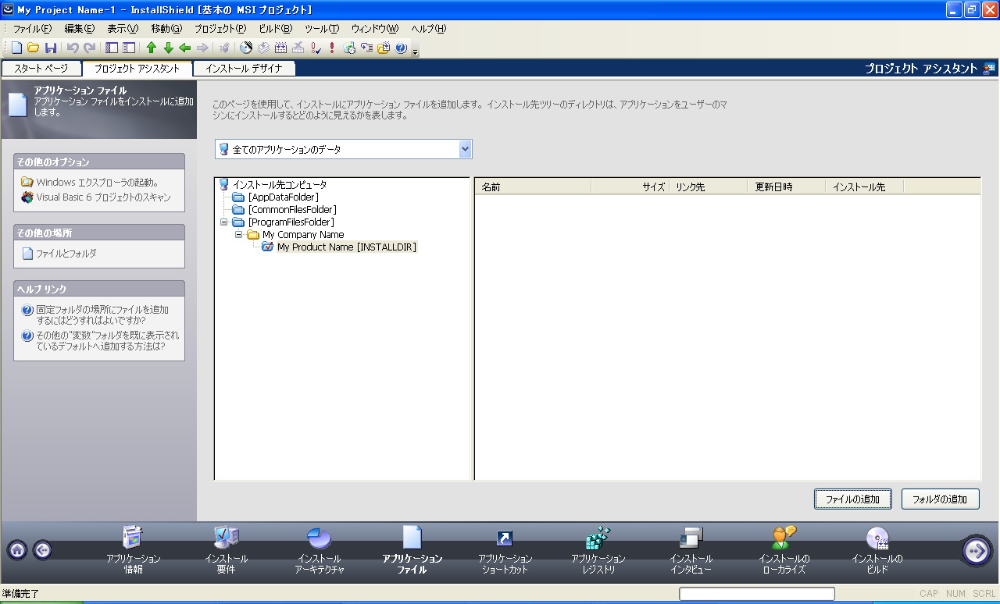 My Project Name-1 - InstallShield [基本の MSI プロジェクト]
ファイル(F) 編集(E) 表示(V) 移動(G) プロジェクト(P) ビルド(B) ツール(T) ウィンドウ(W) ヘルプ(H)
スタート ページ プロジェクト アシスタント インストール デザイナ プロジェクト アシスタント
アプリケーション ファイル
アプリケーション ファイルをインストールに追加
します。
このページを使用して、インストールにアプリケーション ファイルを追加します。 インストール先ツリーのディレクトリは、アプリケーションをユーザーのマ
シンにインストールするとどのように見えるかを表します。
全てのアプリケーションのデータ
その他のオプション
Windows エクスプローラの起動。
Visual Basic 6 プロジェクトのスキャン
その他の場所
ファイルとフォルダ
ヘルプ リンク
固定フォルダの場所にファイルを追加
するにはどうすればよいですか?
その他の"変数"フォルダを既に表示され
ているデフォルトへ追加する方法は?
インストール先コンピュータ
[AppDataFolder]
[CommonFilesFolder]
[ProgramFilesFolder]
My Company Name
My Product Name [INSTALLDIR]
名前 サイズ リンク先 更新日時 インストール先
ファイルの追加 フォルダの追加
アプリケーション
情報
インストール
要件
インストール
アーキテクチャ
アプリケーション
ファイル
アプリケーション
ショートカット
アプリケーション
レジストリ
インストール
インタビュー
インストールの
ローカライズ
インストールの
ビルド
準備完了
CAP NUM SCRL